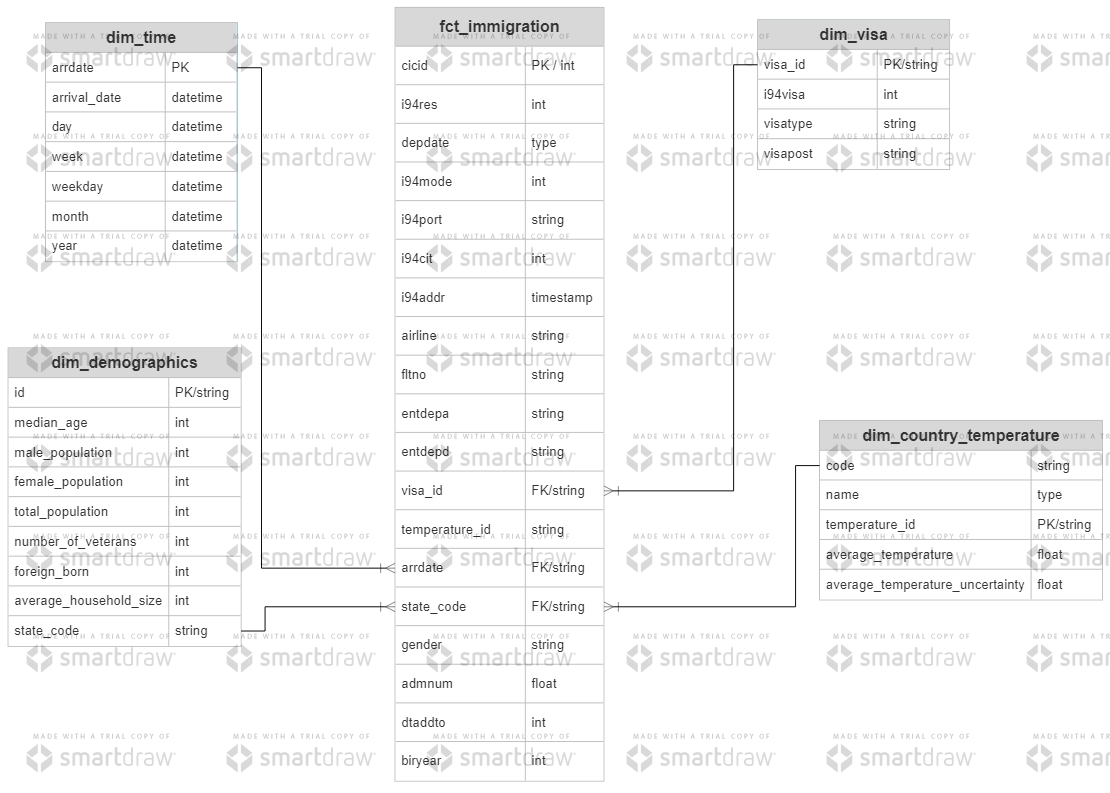 dim_time
arrdate PK
arrival_date datetime
day datetime
week datetime
weekday datetime
month datetime
year datetime
dim_demographics
id PK/string
median_age int
male_population int
female_population int
total_population int
number_of_veterans int
foreign_born int
average_household_size int
state_code string
fct_immigration
cicid PK / int
i94res int
depdate type
i94mode int
i94port string
i94cit int
i94addr timestamp
airline string
fltno string
entdepa string
entdepd string
visa_id FK/string
temperature_id string
arrdate FK/string
state_code FK/string
gender string
admnum float
dtaddto int
biryear int
dim_visa
visa_id PK/string
i94visa int
visatype string
visapost string
dim_country_temperature
code string
name type
temperature_id PK/string
average_temperature float
average_temperature_uncertainty float
MADE WITH A TRIAL COPY OF
smartdraw